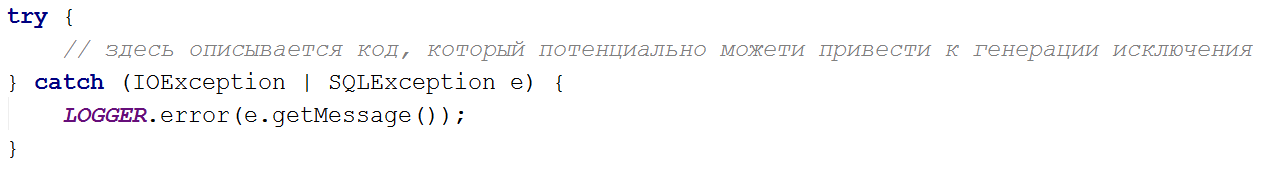 try {
// здесь описывается код, который потенциально можети привести к генерации исключения
} catch (IOException | SQLException e) {
LOGGER.error(e.getMessage());
}